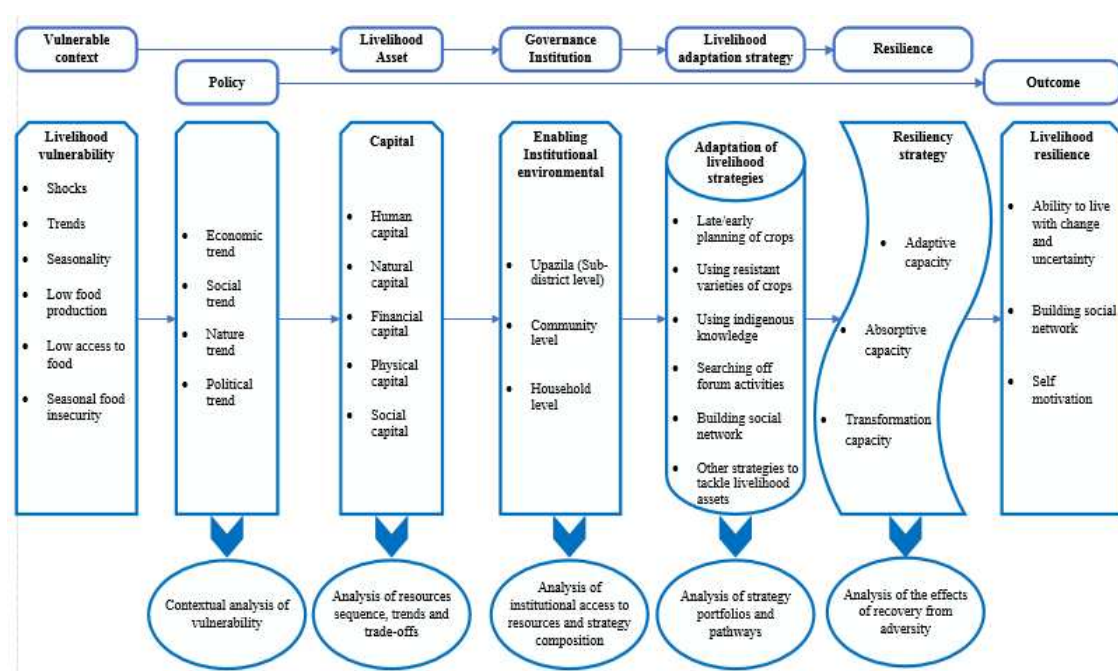 Vulnerable
context
Livelihood
Asset
Governance
Institution
Livelihood
adaptation strategy
Resilience
Policy
Outcome
Livelihood
vulnerability
• Shocks
• Trends
• Seasonality
• Low food
production
• Low access to
food
• Seasonal food
insecurity
• Economic
trend
• Social
trend
• Nature
trend
• Political
trend
Capital
• Human
capital
• Natural
capital
• Financial
capital
• Physical
capital
• Social
capital
Enabling
Institutional
environmental
• Upazila (Sub-
district level)
• Community
level
• Household
level
Adaptation of
livelihood
strategies
• Late/early
planning of crops
• Using resistant
varieties of crops
• Using indigenous
knowledge
• Searching off
forum activities
• Building social
network
• Other strategies to
tackle livelihood
assets
Resiliency
strategy
• Adaptive
capacity
• Absorptive
capacity
• Transformation
capacity
Livelihood
resilience
• Ability to live
with change
and
uncertainty
• Building social
network
• Self
motivation
Contextual analysis of
vulnerability
Analysis of resources
sequence, trends and
trade-offs
Analysis of
institutional access to
resources and strategy
composition
Analysis of strategy
portfolios and
pathways
Analysis of the effects
of recovery from
adversity